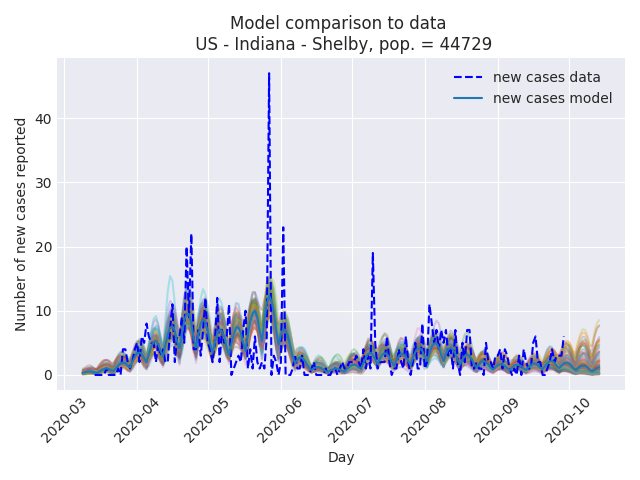 Model comparison to data
US - Indiana - Shelby, pop. = 44729
new cases data
new cases model
Number of new cases reported
40
30
20
10
0
2020-03
2020-04
2020-05
2020-06
2020-07
2020-08
2020-09
2020-10
Day